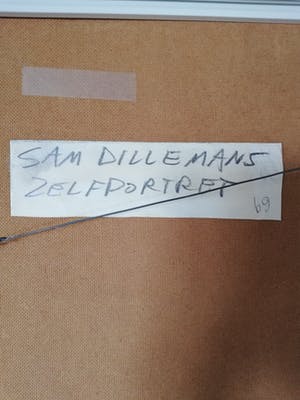 SAM DILLEMANS
ZELFPORTRET
69